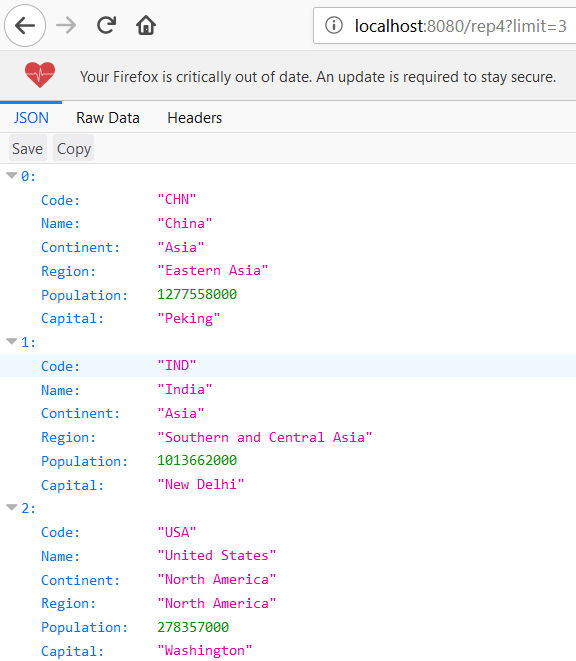 localhost:8080/rep4?limit=3
Your Firefox is critically out of date. An update is required to stay secure.
JSON Raw Data Headers
Save Copy
0:
Code: "CHN"
Name: "China"
Continent: "Asia"
Region: "Eastern Asia"
Population: 1277558000
Capital: "Peking"
1:
Code: "IND"
Name: "India"
Continent: "Asia"
Region: "Southern and Central Asia"
Population: 1013662000
Capital: "New Delhi"
2:
Code: "USA"
Name: "United States"
Continent: "North America"
Region: "North America"
Population: 278357000
Capital: "Washington"